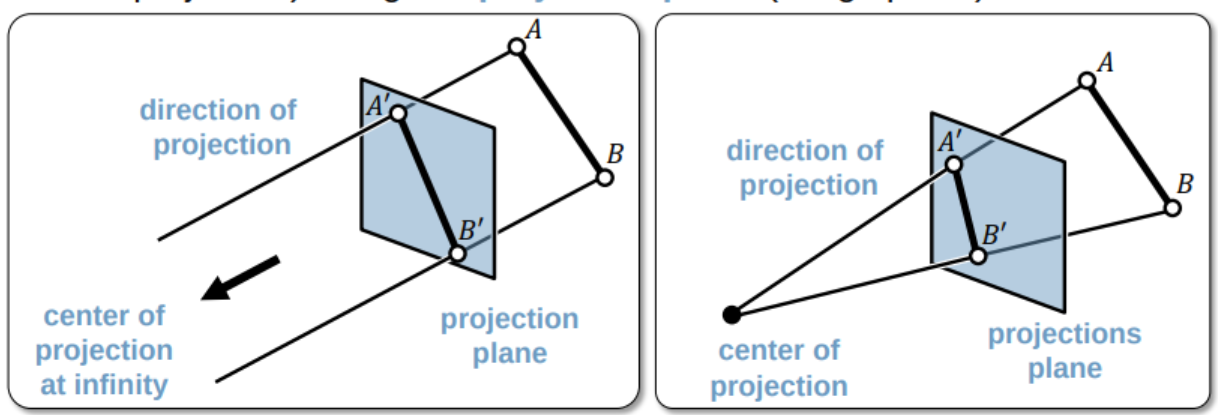 A
A'
direction of
projection
B
B'
center of
projection
at infinity
projection
plane
A
A'
direction of
projection
B
B'
center of
projection
projections
plane